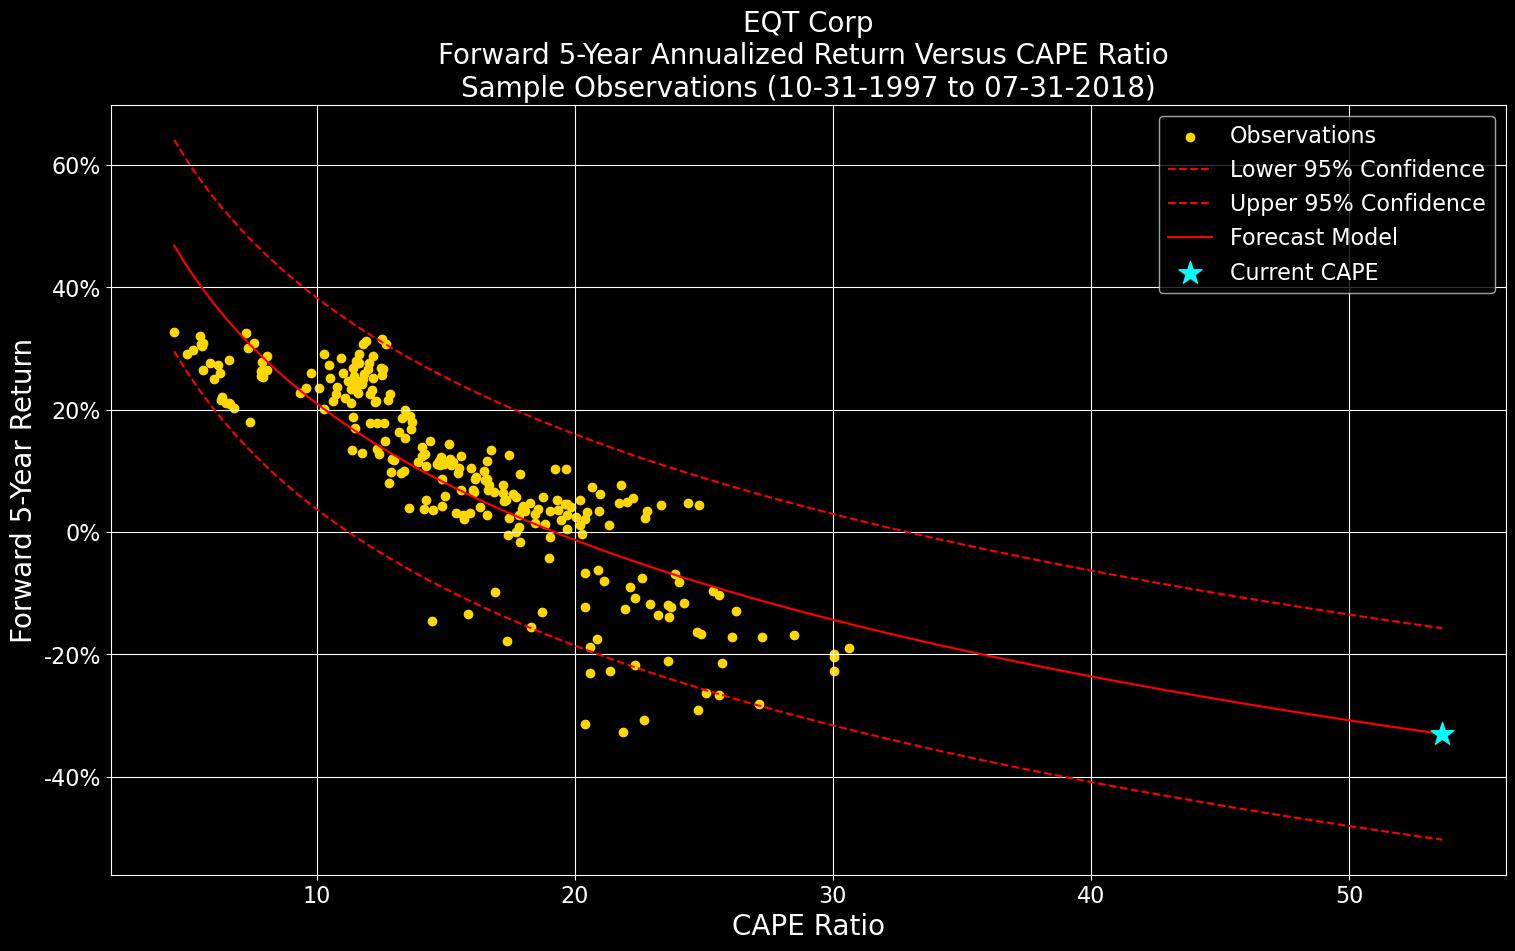 EQT Corp
Forward 5-Year Annualized Return Versus CAPE Ratio
Sample Observations (10-31-1997 to 07-31-2018)
Observations
Lower 95% Confidence
Upper 95% Confidence
Forecast Model
Current CAPE
Forward 5-Year Return
60%
40%
20%
0%
-20%
-40%
10 20 30 40 50
CAPE Ratio